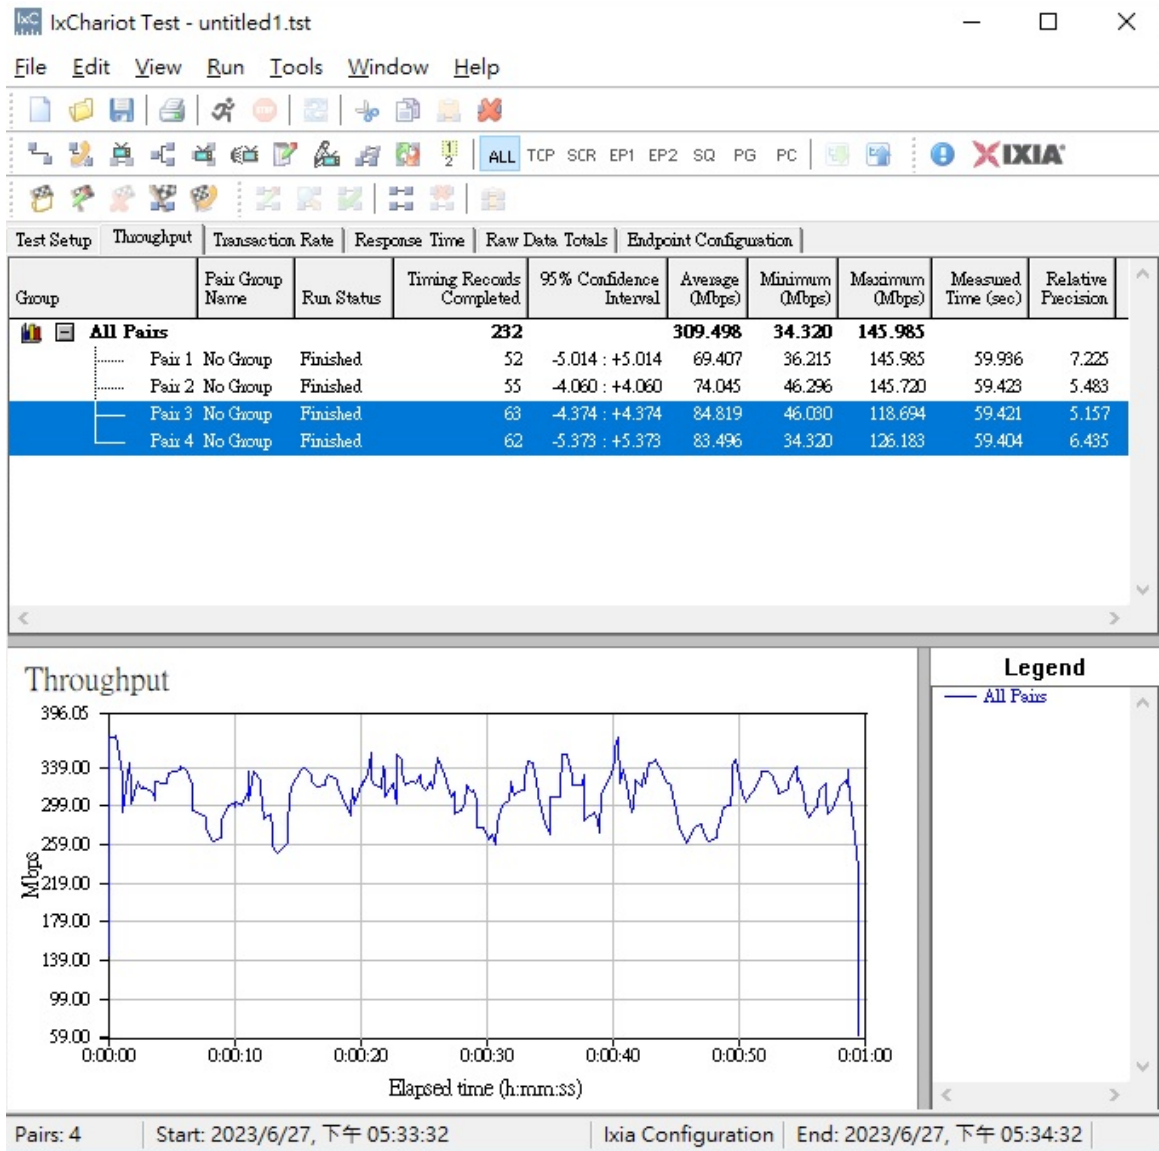 IxChariot Test - untitled1.tst
File Edit View Run Tools Window Help
ALL TCP SCR EP1 EP2 SQ PG PC IXIA
Test Setup Throughput Transaction Rate Response Time Raw Data Totals Endpoint Configuration
Group Pair Group Name Run Status Timing Records Completed 95% Confidence Interval Average (Mbps) Minimum (Mbps) Maximum (Mbps) Measured Time (sec) Relative Precision
All Pairs 232 309.498 34.320 145.985
Pair 1 No Group Finished 52 -5.014 : +5.014 69.407 36.215 145.985 59.936 7.225
Pair 2 No Group Finished 55 -4.060 : +4.060 74.045 46.296 145.720 59.423 5.483
Pair 3 No Group Finished 63 -4.374 : +4.374 84.819 46.030 118.694 59.421 5.157
Pair 4 No Group Finished 62 -5.373 : +5.373 83.496 34.320 126.183 59.404 6.435
Throughput
Legend
All Pairs
396.05
339.00
299.00
259.00
219.00
179.00
139.00
99.00
59.00
Mbps
0:00:00 0:00:10 0:00:20 0:00:30 0:00:40 0:00:50 0:01:00
Elapsed time (h:mm:ss)
Pairs: 4 Start: 2023/6/27, 下午 05:33:32 Ixia Configuration End: 2023/6/27, 下午 05:34:32